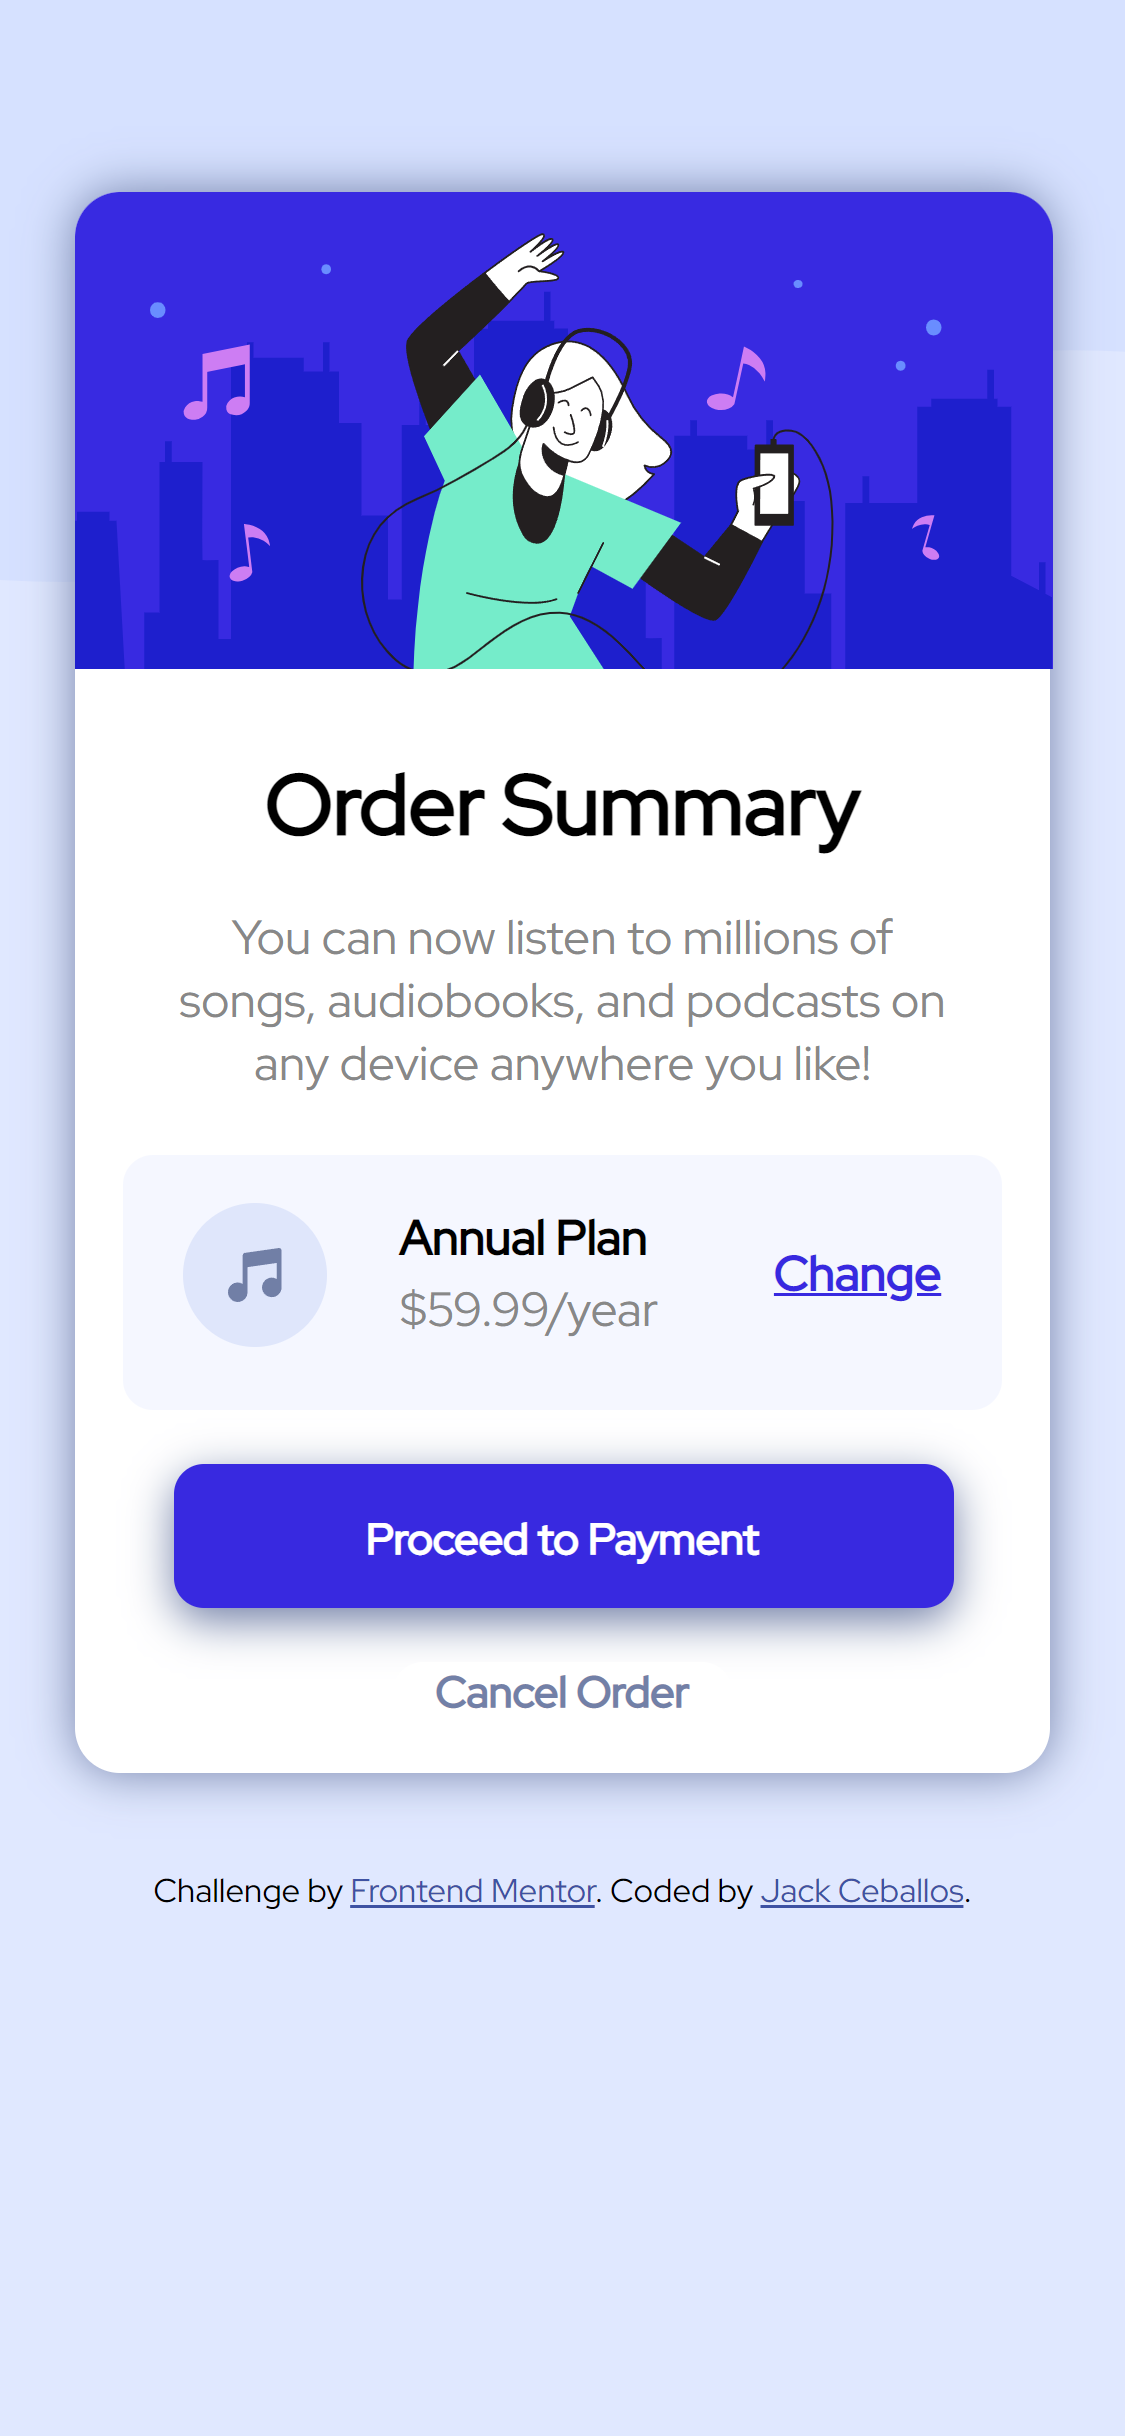 Order Summary
You can now listen to millions of
songs, audiobooks, and podcasts on
any device anywhere you like!
Annual Plan
$59.99/year
Change
Proceed to Payment
Cancel Order
Challenge by Frontend Mentor. Coded by Jack Ceballos.